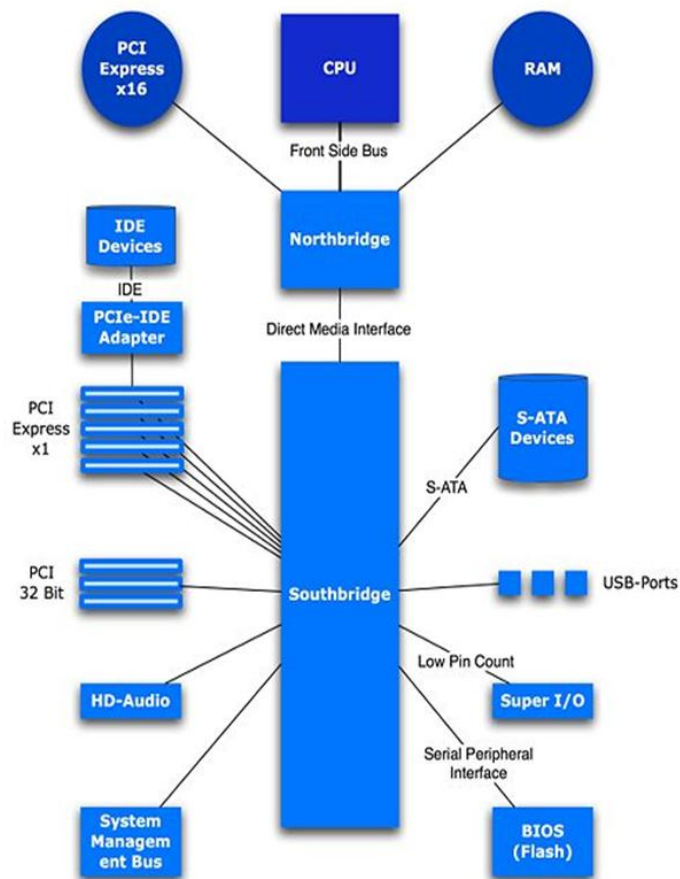 PCI
Express
x16
CPU
RAM
Front Side Bus
Northbridge
IDE
Devices
IDE
PCIe-IDE
Adapter
Direct Media Interface
PCI
Express
x1
S-ATA
Devices
S-ATA
PCI
32 Bit
Southbridge
USB-Ports
Low Pin Count
HD-Audio
Super I/O
Serial Peripheral
Interface
System
Managem
ent Bus
BIOS
(Flash)